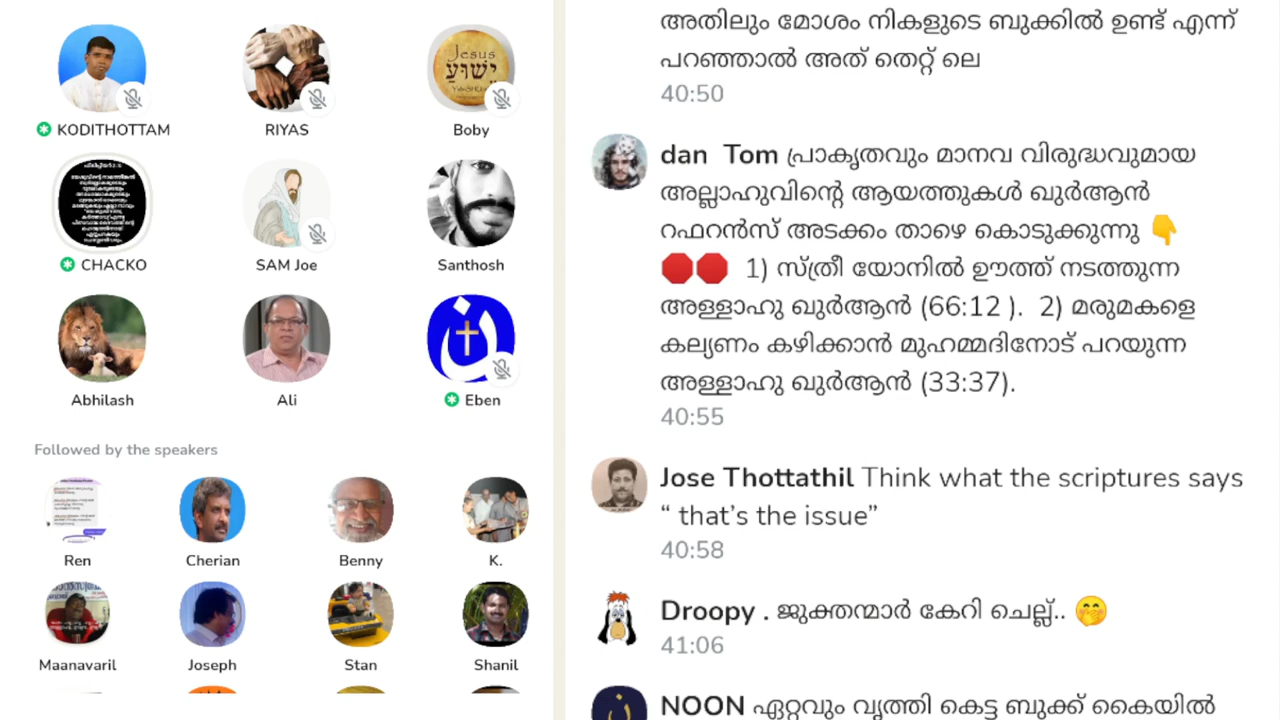 Jesus
ישוע
KODITHOTTAM
RIYAS
Boby
CHACKO
SAM Joe
Santhosh
Abhilash
Ali
Eben
Followed by the speakers
Ren
Cherian
Benny
K.
Maanavaril
Joseph
Stan
Shanil
അതിലും മോശം നികളുടെ ബുക്കിൽ ഉണ്ട് എന്ന്
പറഞ്ഞാൽ അത് തെറ്റ് ലെ
40:50
dan Tom പ്രാകൃതവും മാനവ വിരുദ്ധവുമായ
അല്ലാഹുവിന്റെ ആയത്തുകൾ ഖുർആൻ
റഫറൻസ് അടക്കം താഴെ കൊടുക്കുന്നു 👇
🛑🛑 1) സ്ത്രീ യോനിൽ ഊത്ത് നടത്തുന്ന
അള്ളാഹു ഖുർആൻ (66:12 ). 2) മരുമകളെ
കല്യണം കഴിക്കാൻ മുഹമ്മദിനോട് പറയുന്ന
അള്ളാഹു ഖുർആൻ (33:37).
40:55
Jose Thottathil Think what the scriptures says
“ that’s the issue”
40:58
Droopy . ജുക്തന്മാർ കേറി ചെല്ല്.. 🤭
41:06
NOON ഏറ്റവും വൃത്തി കെട്ട ബുക്ക് കൈയിൽ